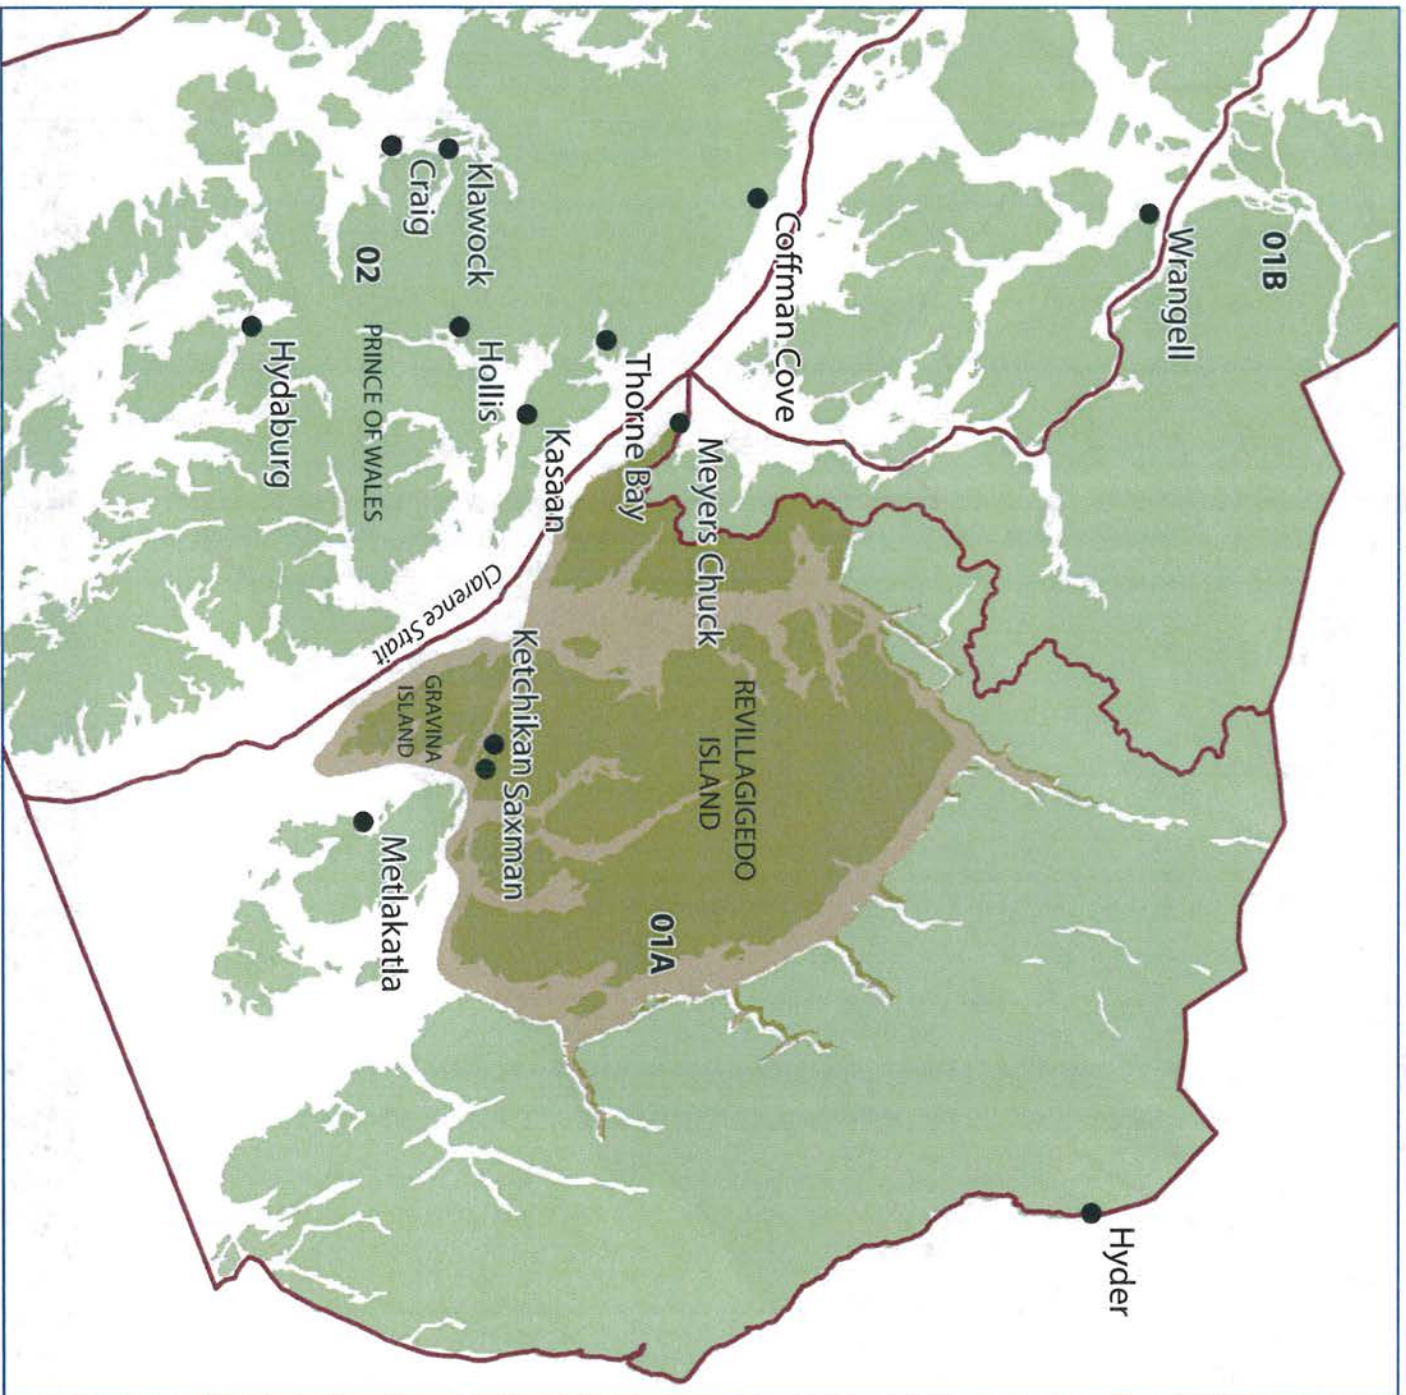 01B
Wrangell
Hyder
Coffman Cove
REVILLAGIGEDO
ISLAND
Meyers Chuck
01A
Thorne Bay
Kasaan
Ketchikan Saxman
Hollis
Klawock
Clarence Strait
GRAVINA
ISLAND
Craig
Metlakatla
02
PRINCE OF WALES
Hydaburg